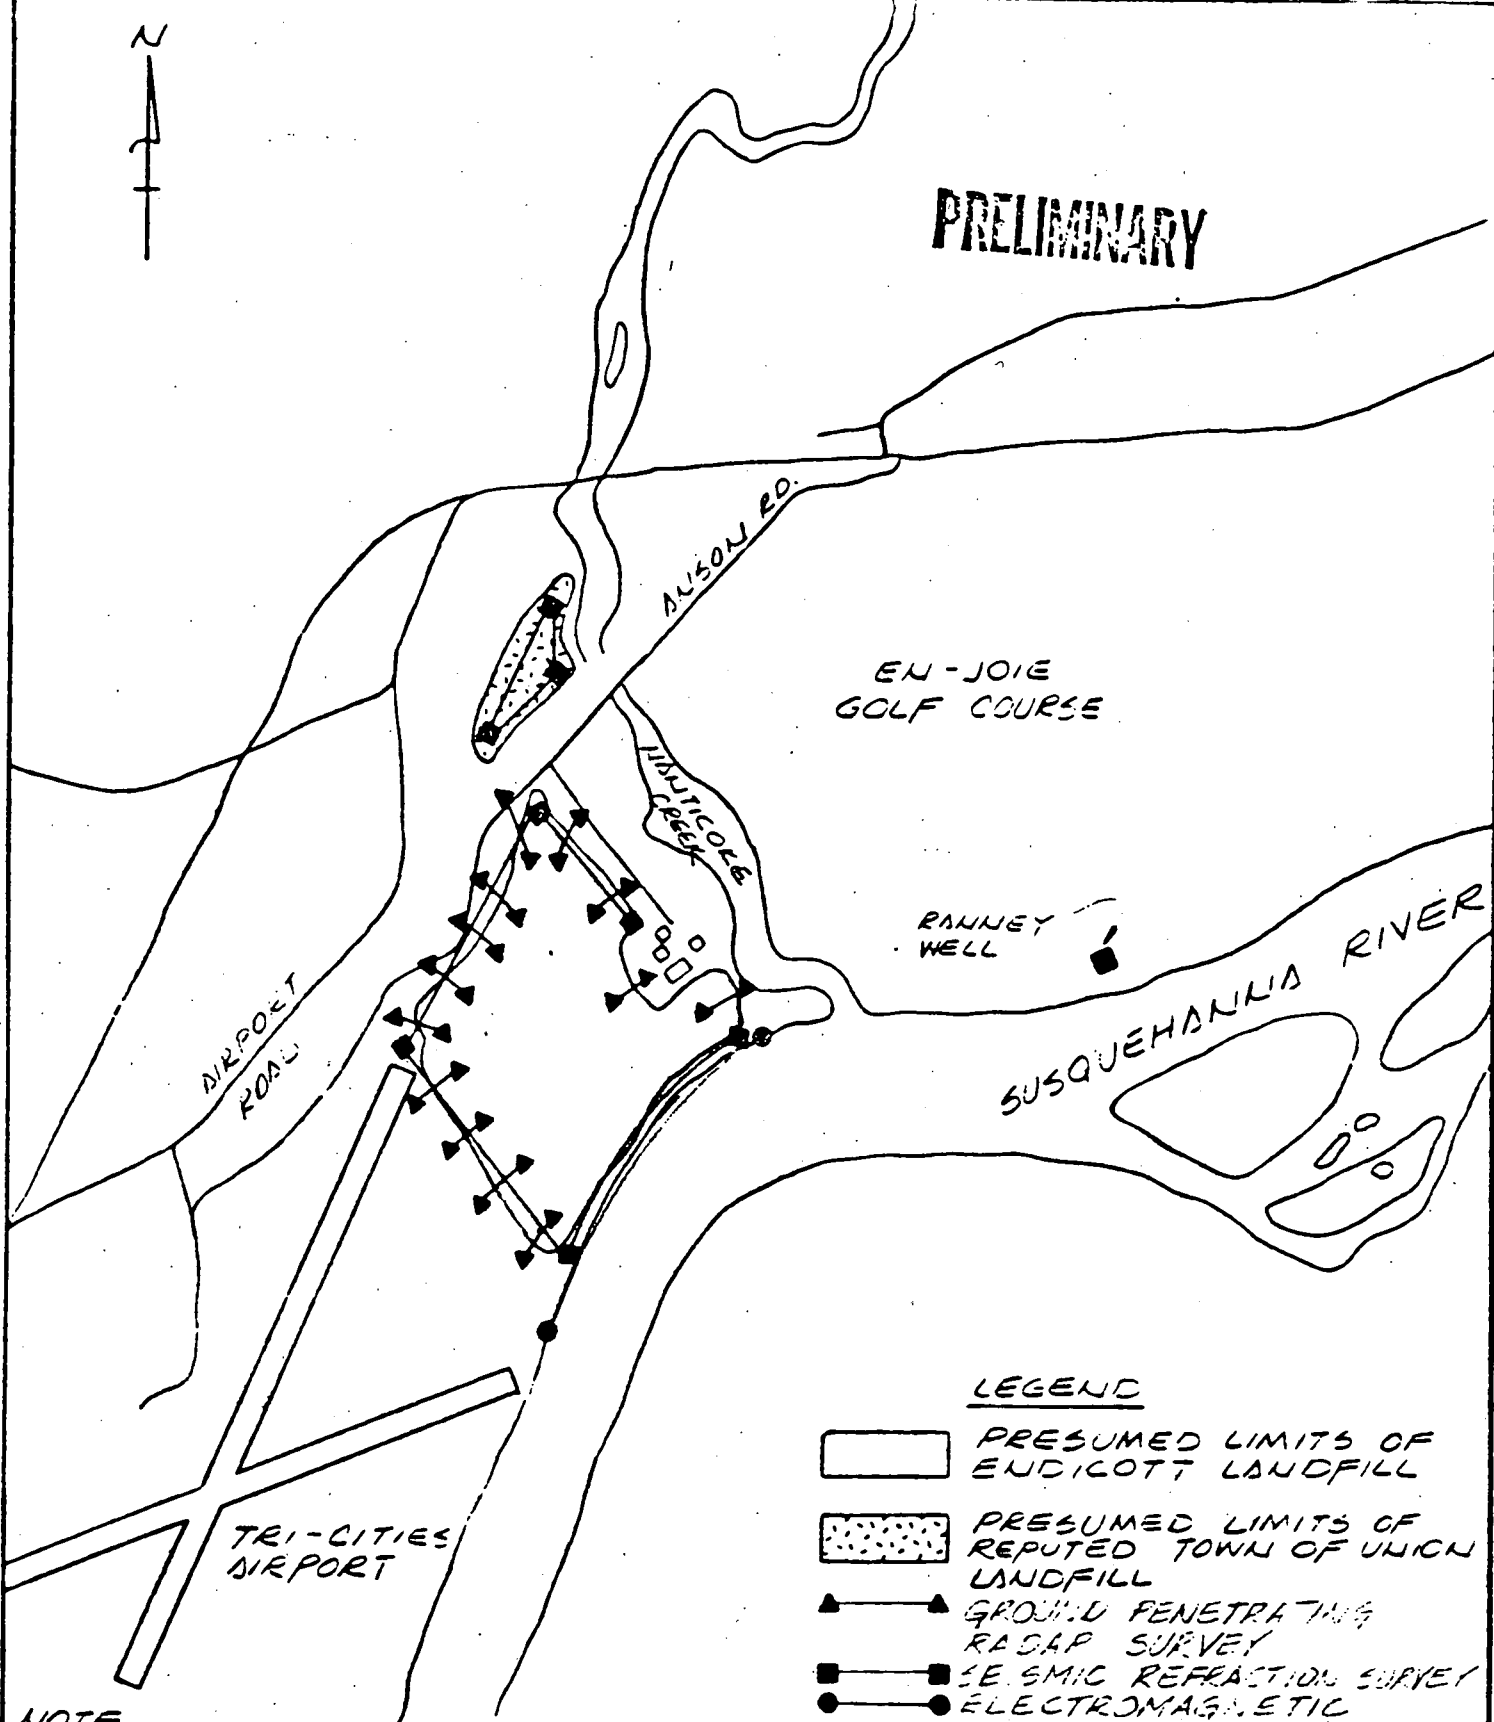 N
PRELIMINARY
ANSON RD.
EN-JOIE
GOLF COURSE
NANTICOKE
CREEK
RANNEY
WELL
SUSQUEHANNA RIVER
AIRPORT
ROAD
TRI-CITIES
AIRPORT
LEGEND
PRESUMED LIMITS OF
ENDICOTT LANDFILL
PRESUMED LIMITS OF
REPUTED TOWN OF UNION
LANDFILL
GROUND PENETRATING
RADAR SURVEY
SEISMIC REFRACTION SURVEY
ELECTROMAGNETIC
NOTE